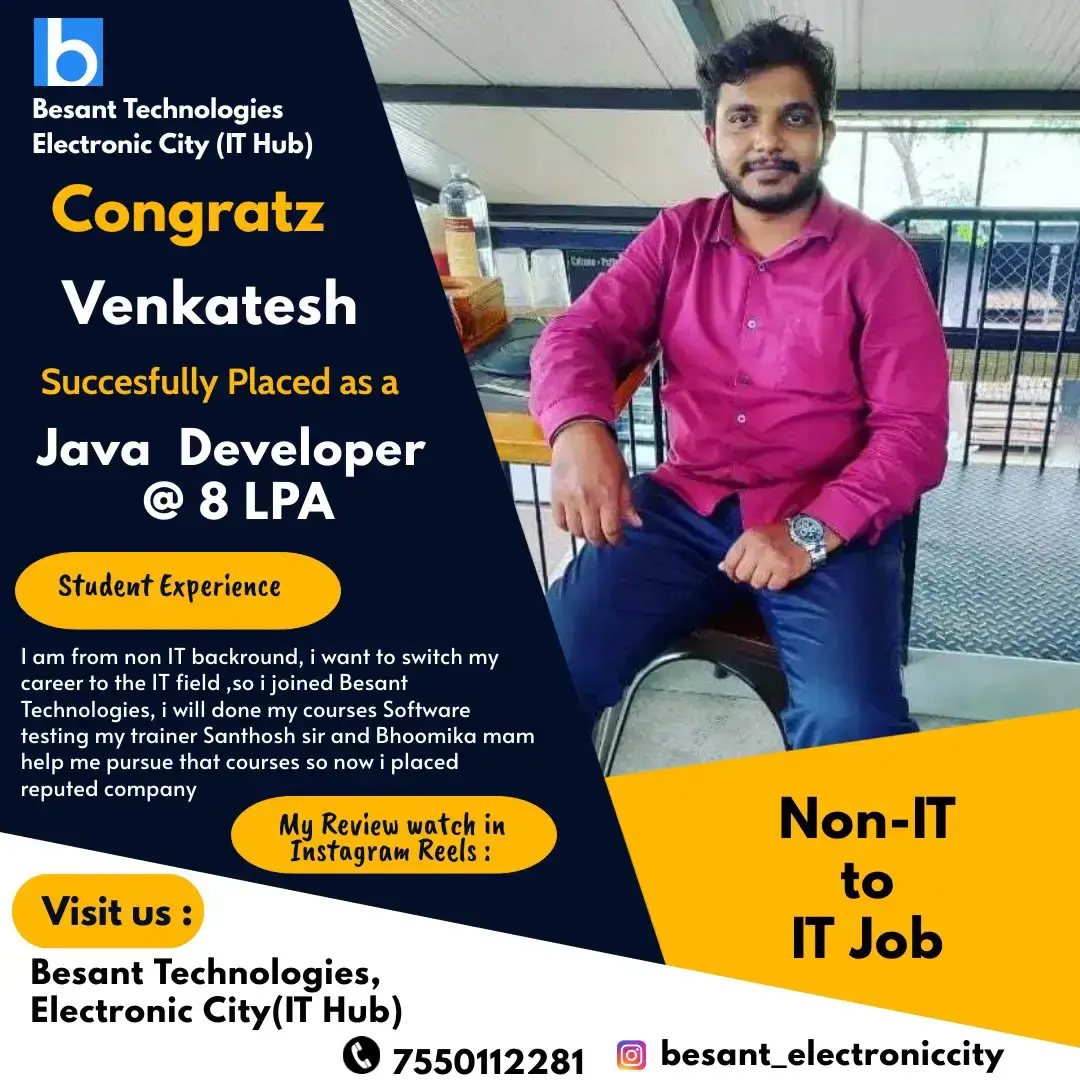 b
Besant Technologies
Electronic City (IT Hub)
Congratz
Venkatesh
Succesfully Placed as a
Java Developer
@ 8 LPA
Student Experience
I am from non IT backround, i want to switch my
career to the IT field ,so i joined Besant
Technologies, i will done my courses Software
testing my trainer Santhosh sir and Bhoomika mam
help me pursue that courses so now i placed
reputed company
My Review watch in
Instagram Reels :
Non-IT
to
IT Job
Visit us :
Besant Technologies,
Electronic City(IT Hub)
7550112281
besant_electroniccity